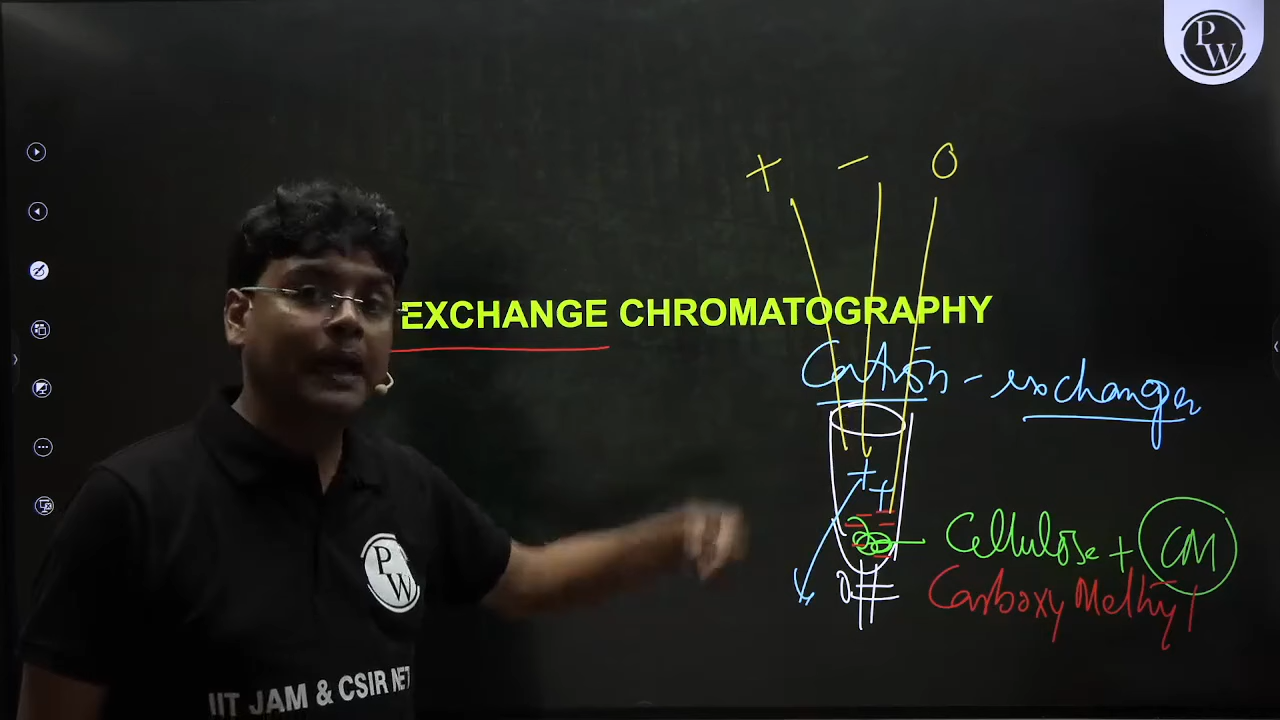 P
W
+ – 0
EXCHANGE CHROMATOGRAPHY
Cation - exchanger
+
+
Cellulose + CM
Carboxy Methyl
P
W
IIT JAM & CSIR NET